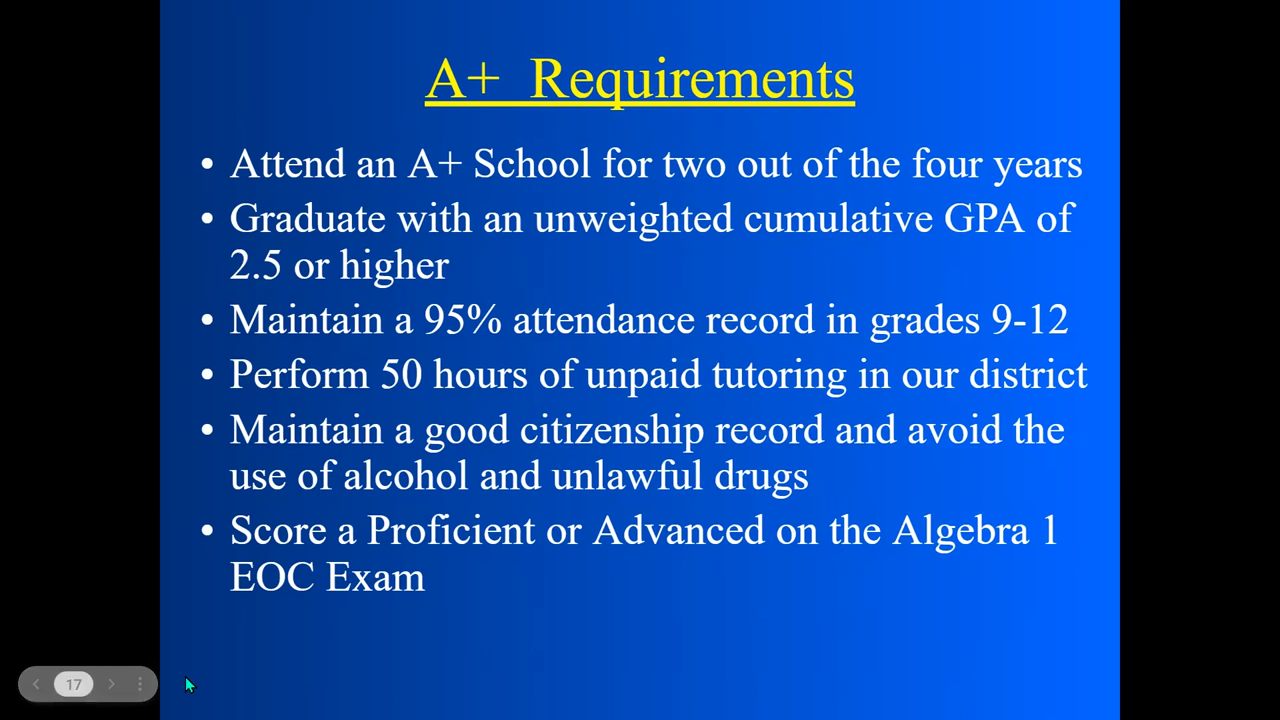 A+ Requirements
• Attend an A+ School for two out of the four years
• Graduate with an unweighted cumulative GPA of
2.5 or higher
• Maintain a 95% attendance record in grades 9-12
• Perform 50 hours of unpaid tutoring in our district
• Maintain a good citizenship record and avoid the
use of alcohol and unlawful drugs
• Score a Proficient or Advanced on the Algebra 1
EOC Exam
17